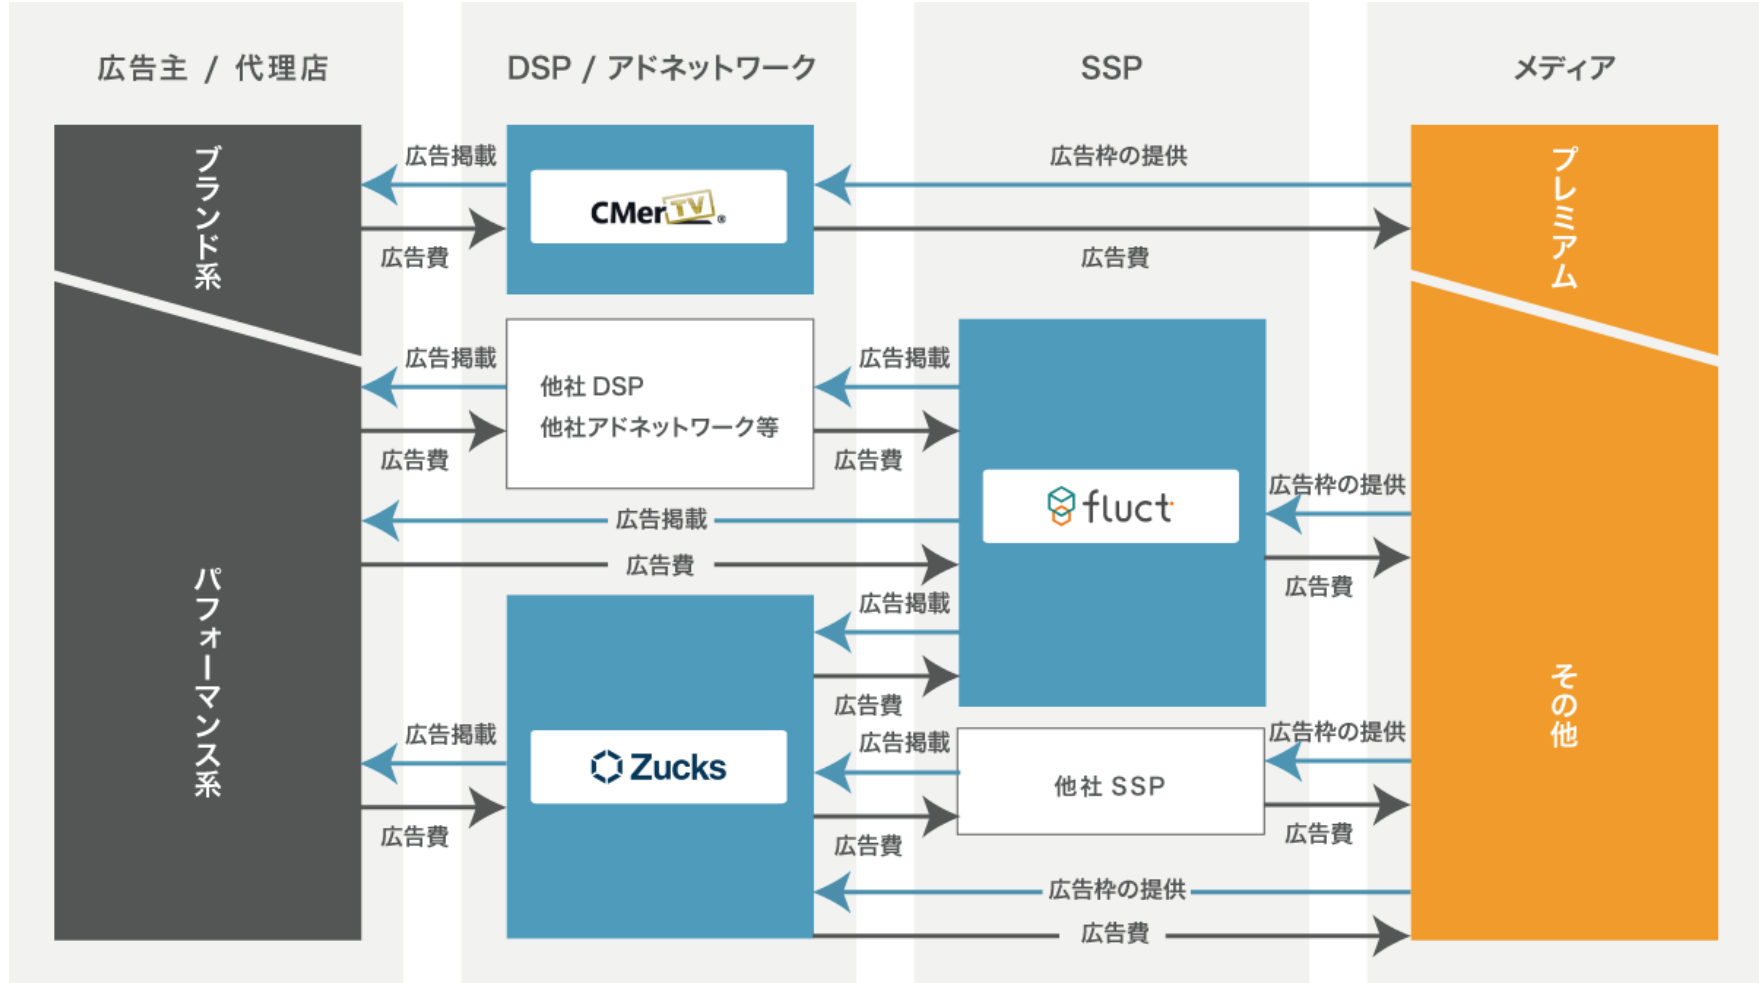 広告主 / 代理店
DSP / アドネットワーク
SSP
メディア
ブランド系
広告掲載
広告費
CMerTV®
広告枠の提供
広告費
プレミアム
広告掲載
広告費
他社 DSP
他社アドネットワーク等
広告掲載
広告費
fluct
広告枠の提供
広告費
広告掲載
広告費
パフォーマンス系
広告掲載
広告費
その他
広告掲載
広告費
Zucks
広告掲載
広告費
他社 SSP
広告枠の提供
広告費
広告枠の提供
広告費